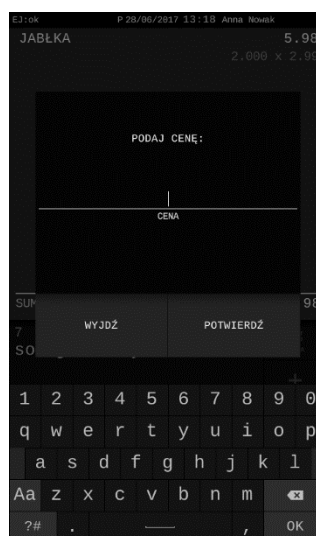 EJ:ok P 28/06/2017 13:18 Anna Nowak
JABŁKA 5.98
2.000 x 2.99
PODAJ CENĘ:
CENA
SUM 98
WYJDŹ POTWIERDŹ
7
so
+
1 2 3 4 5 6 7 8 9 0
q w e r t y u i o p
a s d f g h j k l
Aa z x c v b n m
?# . , OK